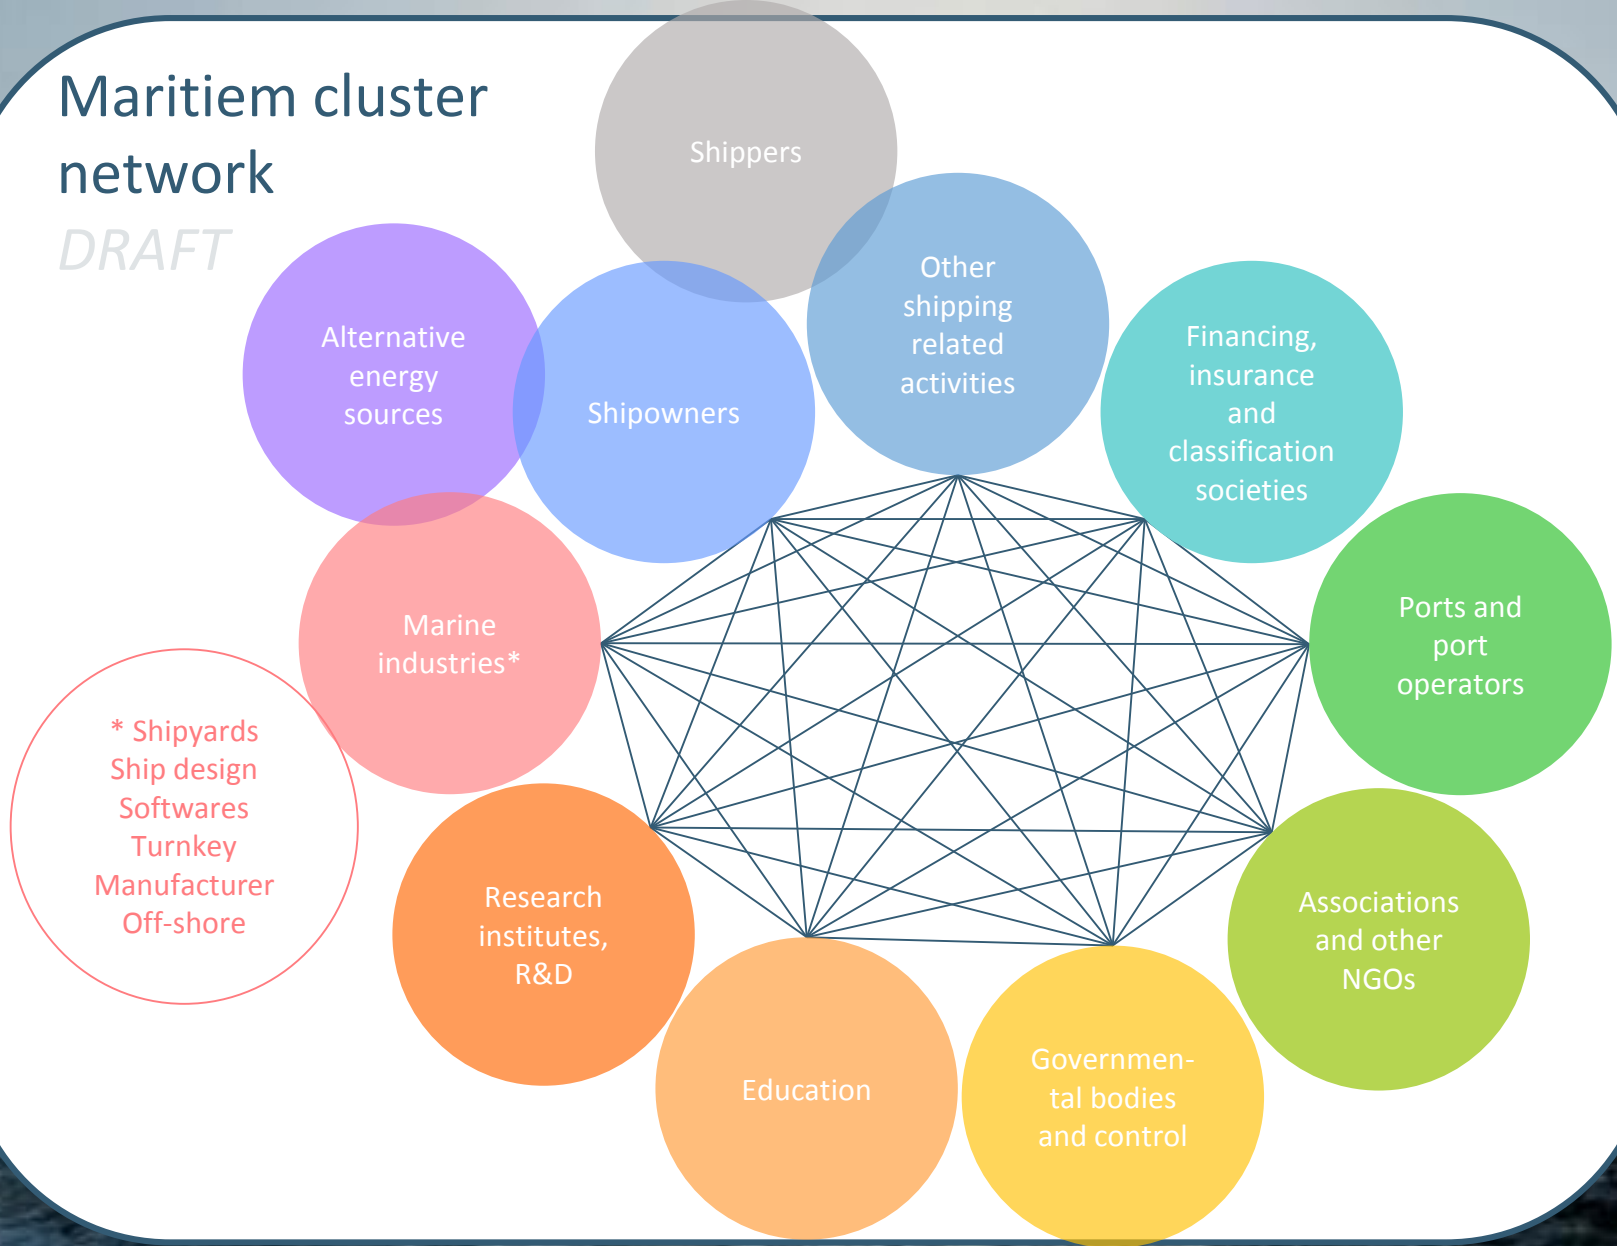 Maritiem cluster
network
DRAFT
Shippers
Other
shipping
related
activities
Alternative
energy
sources
Shipowners
Financing,
insurance
and
classification
societies
Marine
industries*
Ports and
port
operators
* Shipyards
Ship design
Softwares
Turnkey
Manufacturer
Off-shore
Research
institutes,
R&D
Associations
and other
NGOs
Education
Governmen-
tal bodies
and control